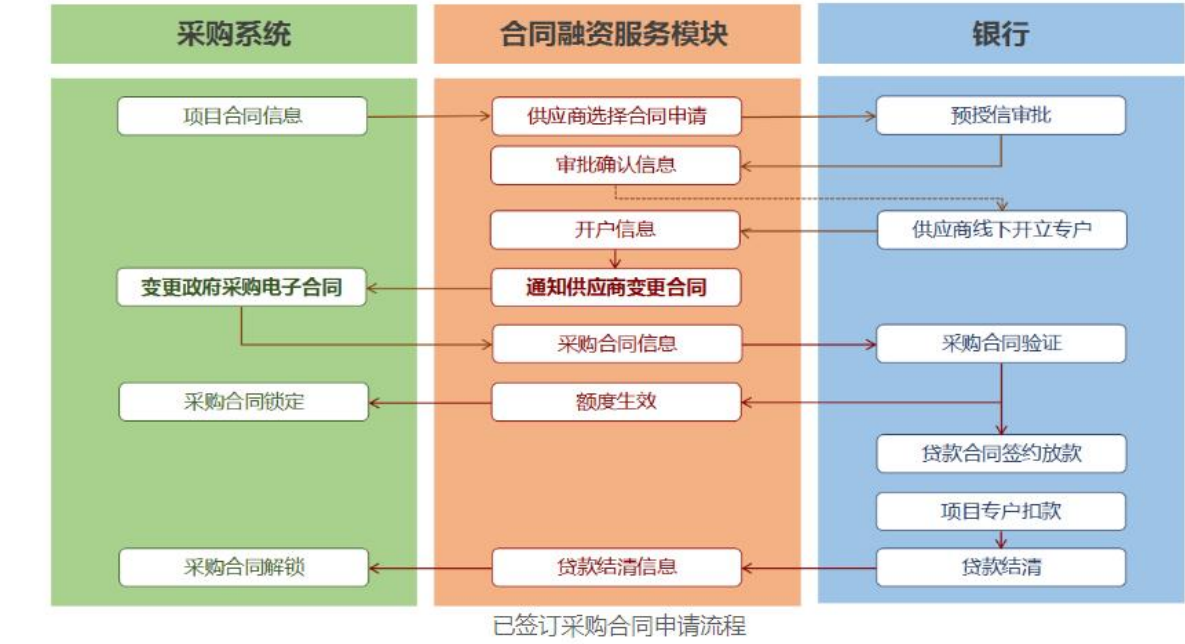 采购系统
合同融资服务模块
银行
项目合同信息
供应商选择合同申请
预授信审批
审批确认信息
开户信息
供应商线下开立专户
变更政府采购电子合同
通知供应商变更合同
采购合同信息
采购合同验证
采购合同锁定
额度生效
贷款合同签约放款
项目专户扣款
采购合同解锁
贷款结清信息
贷款结清
已签订采购合同申请流程